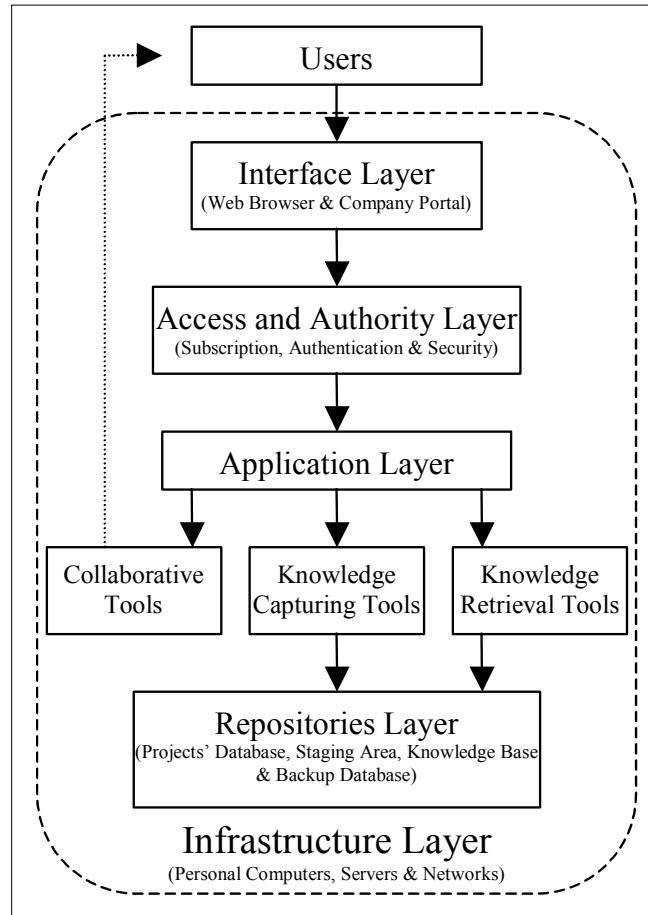 Users
Interface Layer
(Web Browser & Company Portal)
Access and Authority Layer
(Subscription, Authentication & Security)
Application Layer
Collaborative
Tools
Knowledge
Capturing Tools
Knowledge
Retrieval Tools
Repositories Layer
(Projects’ Database, Staging Area, Knowledge Base
& Backup Database)
Infrastructure Layer
(Personal Computers, Servers & Networks)